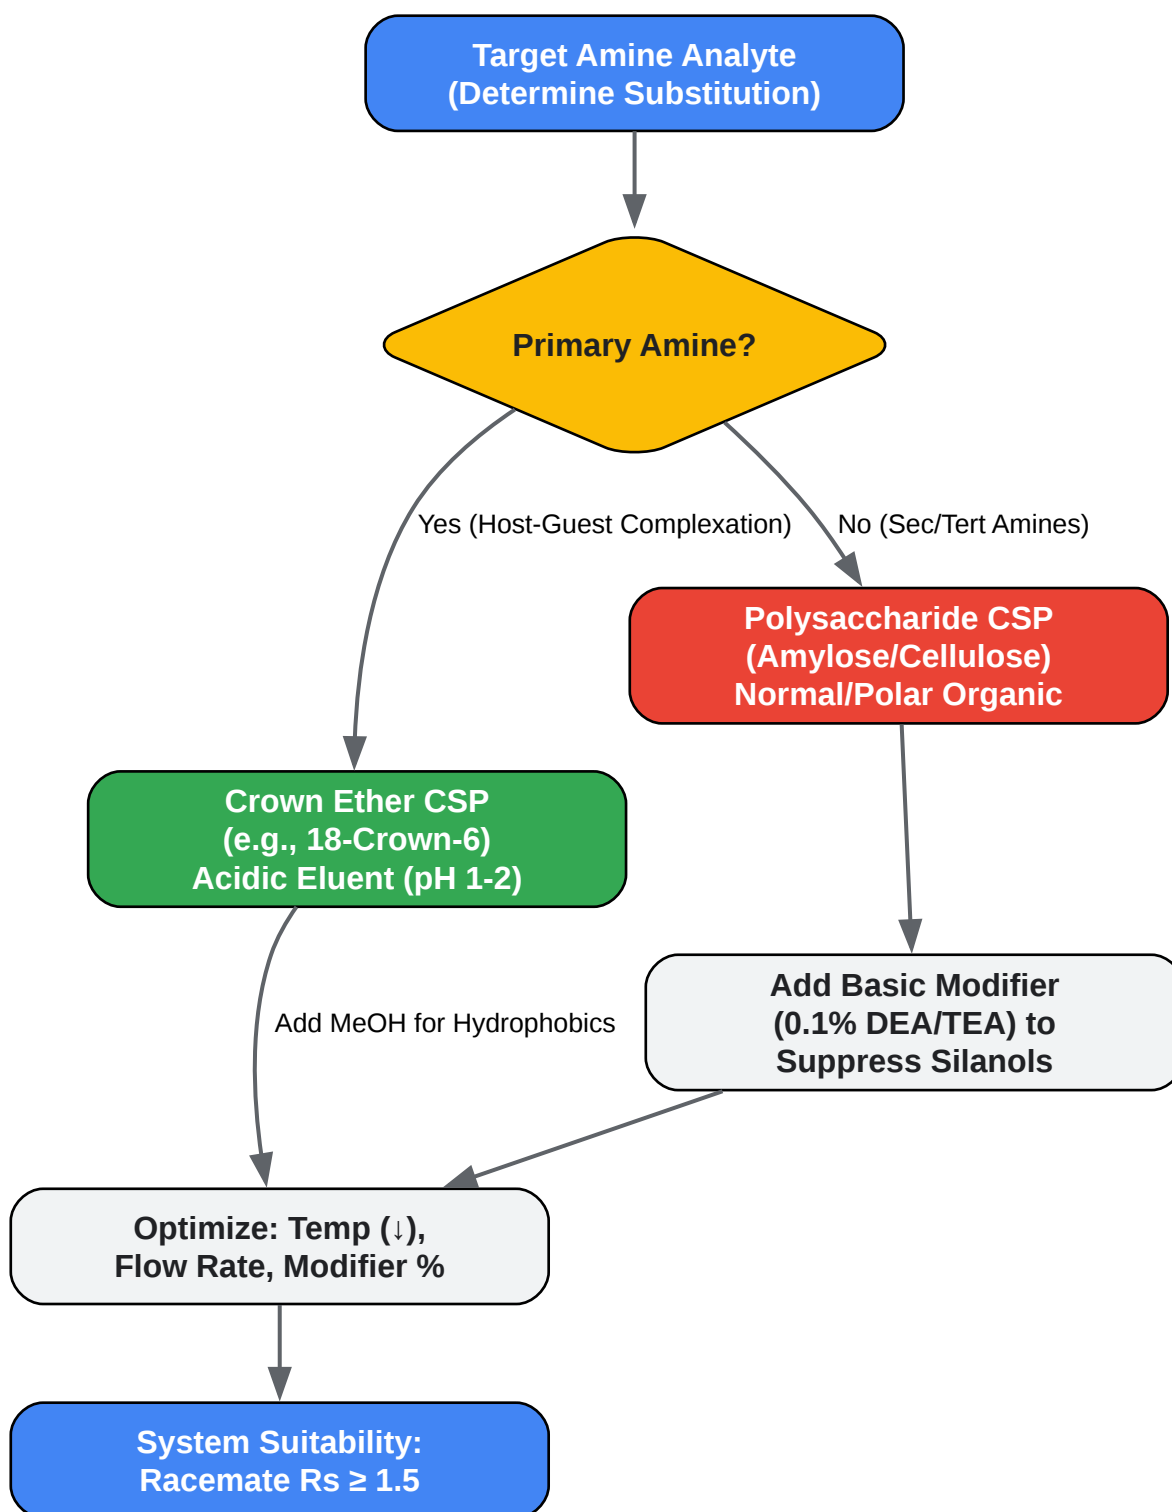 Target Amine Analyte
(Determine Substitution)
Primary Amine?
Yes (Host-Guest Complexation)
No (Sec/Tert Amines)
Polysaccharide CSP
(Amylose/Cellulose)
Normal/Polar Organic
Crown Ether CSP
(e.g., 18-Crown-6)
Acidic Eluent (pH 1-2)
Add Basic Modifier
(0.1% DEA/TEA) to
Suppress Silanols
Add MeOH for Hydrophobics
Optimize: Temp (↓),
Flow Rate, Modifier %
System Suitability:
Racemate Rs ≥ 1.5